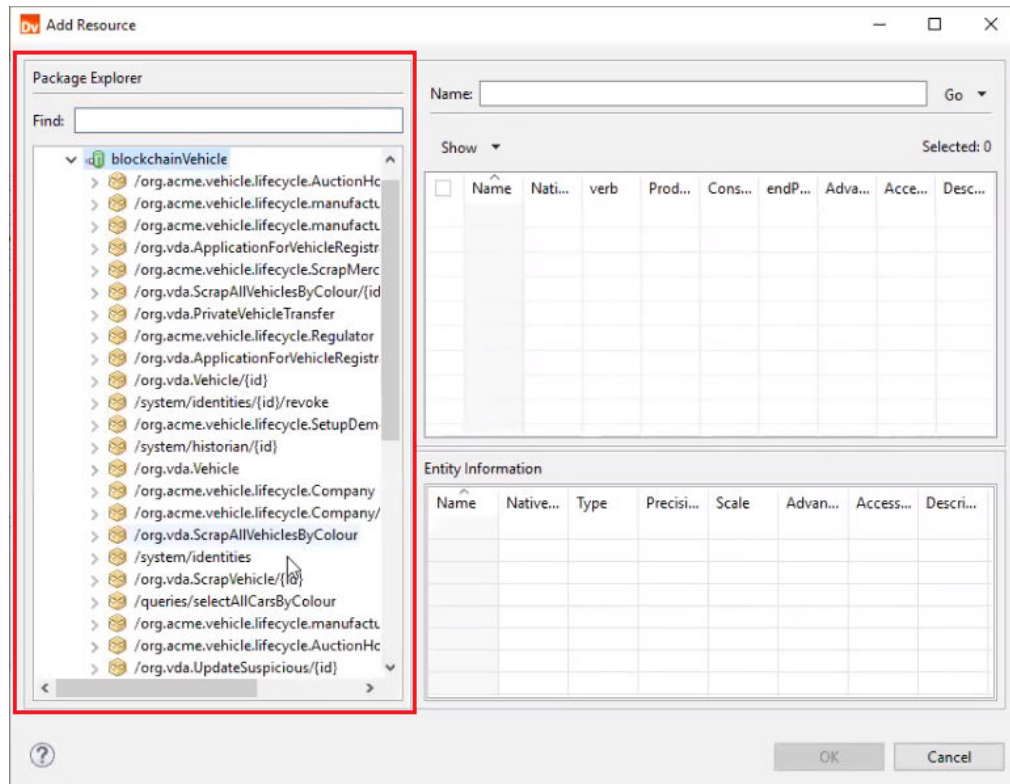 Dv Add Resource
Package Explorer
Find:
blockchainVehicle
/org.acme.vehicle.lifecycle.AuctionHo
/org.acme.vehicle.lifecycle.manufactu
/org.acme.vehicle.lifecycle.manufactu
/org.vda.ApplicationForVehicleRegistr
/org.acme.vehicle.lifecycle.ScrapMerc
/org.vda.ScrapAllVehiclesByColour/{id
/org.vda.PrivateVehicleTransfer
/org.acme.vehicle.lifecycle.Regulator
/org.vda.ApplicationForVehicleRegistr
/org.vda.Vehicle/{id}
/system/identities/{id}/revoke
/org.acme.vehicle.lifecycle.SetupDem
/system/historian/{id}
/org.vda.Vehicle
/org.acme.vehicle.lifecycle.Company
/org.acme.vehicle.lifecycle.Company/
/org.vda.ScrapAllVehiclesByColour
/system/identities
/org.vda.ScrapVehicle/{id}
/queries/selectAllCarsByColour
/org.acme.vehicle.lifecycle.manufactu
/org.acme.vehicle.lifecycle.AuctionHo
/org.vda.UpdateSuspicious/{id}
Name: Go
Show Selected: 0
Name Nati... verb Prod... Cons... endP... Adva... Acce... Desc...
Entity Information
Name Native... Type Precisi... Scale Advan... Access... Descri...
? OK Cancel